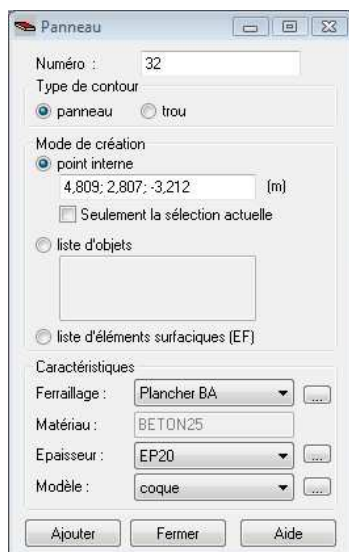 Panneau
Numéro : 32
Type de contour
panneau trou
Mode de création
point interne
4,809; 2,807; -3,212 (m)
Seulement la sélection actuelle
liste d'objets
liste d'éléments surfaciques (EF)
Caractéristiques
Ferraillage : Plancher BA ...
Matériau : BETON25
Epaisseur : EP20 ...
Modèle : coque ...
Ajouter Fermer Aide